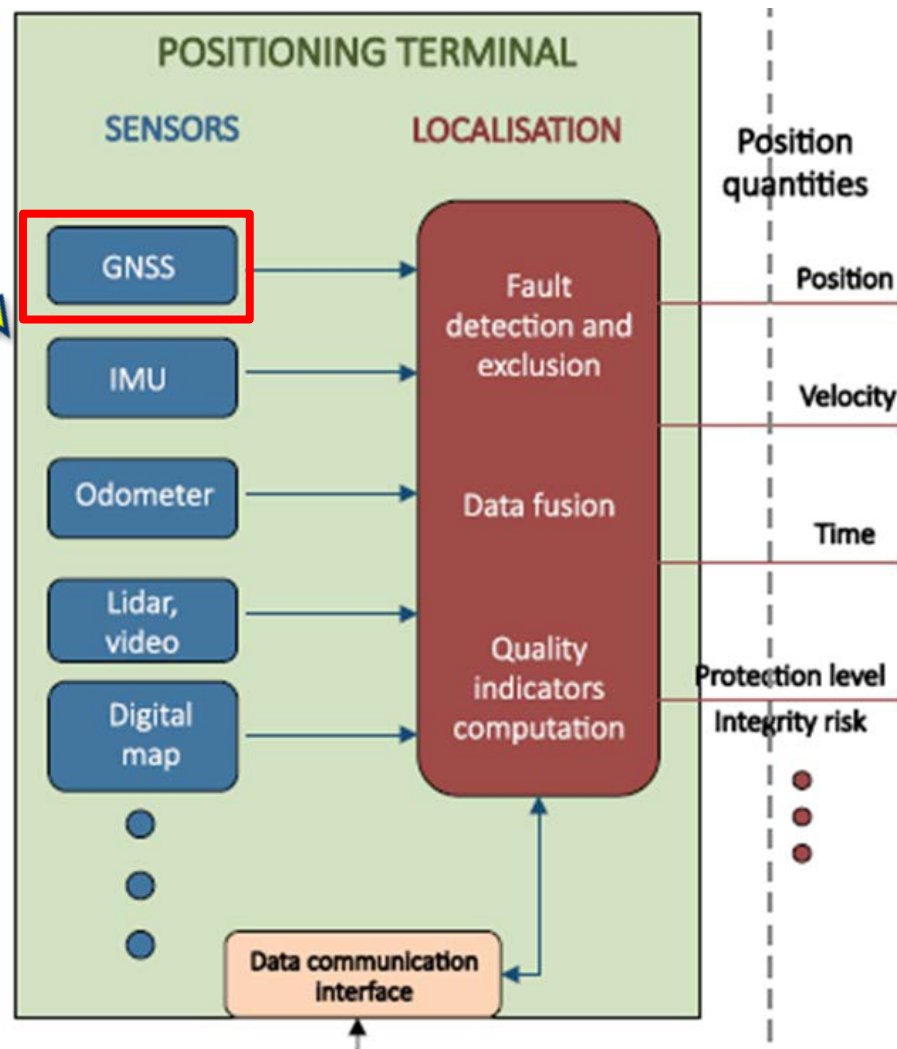 POSITIONING TERMINAL
SENSORS
LOCALISATION
Position
quantities
GNSS
IMU
Odometer
Lidar,
video
Digital
map
Fault
detection and
exclusion
Data fusion
Quality
indicators
computation
Position
Velocity
Time
Protection level
Integrity risk
Data communication
interface